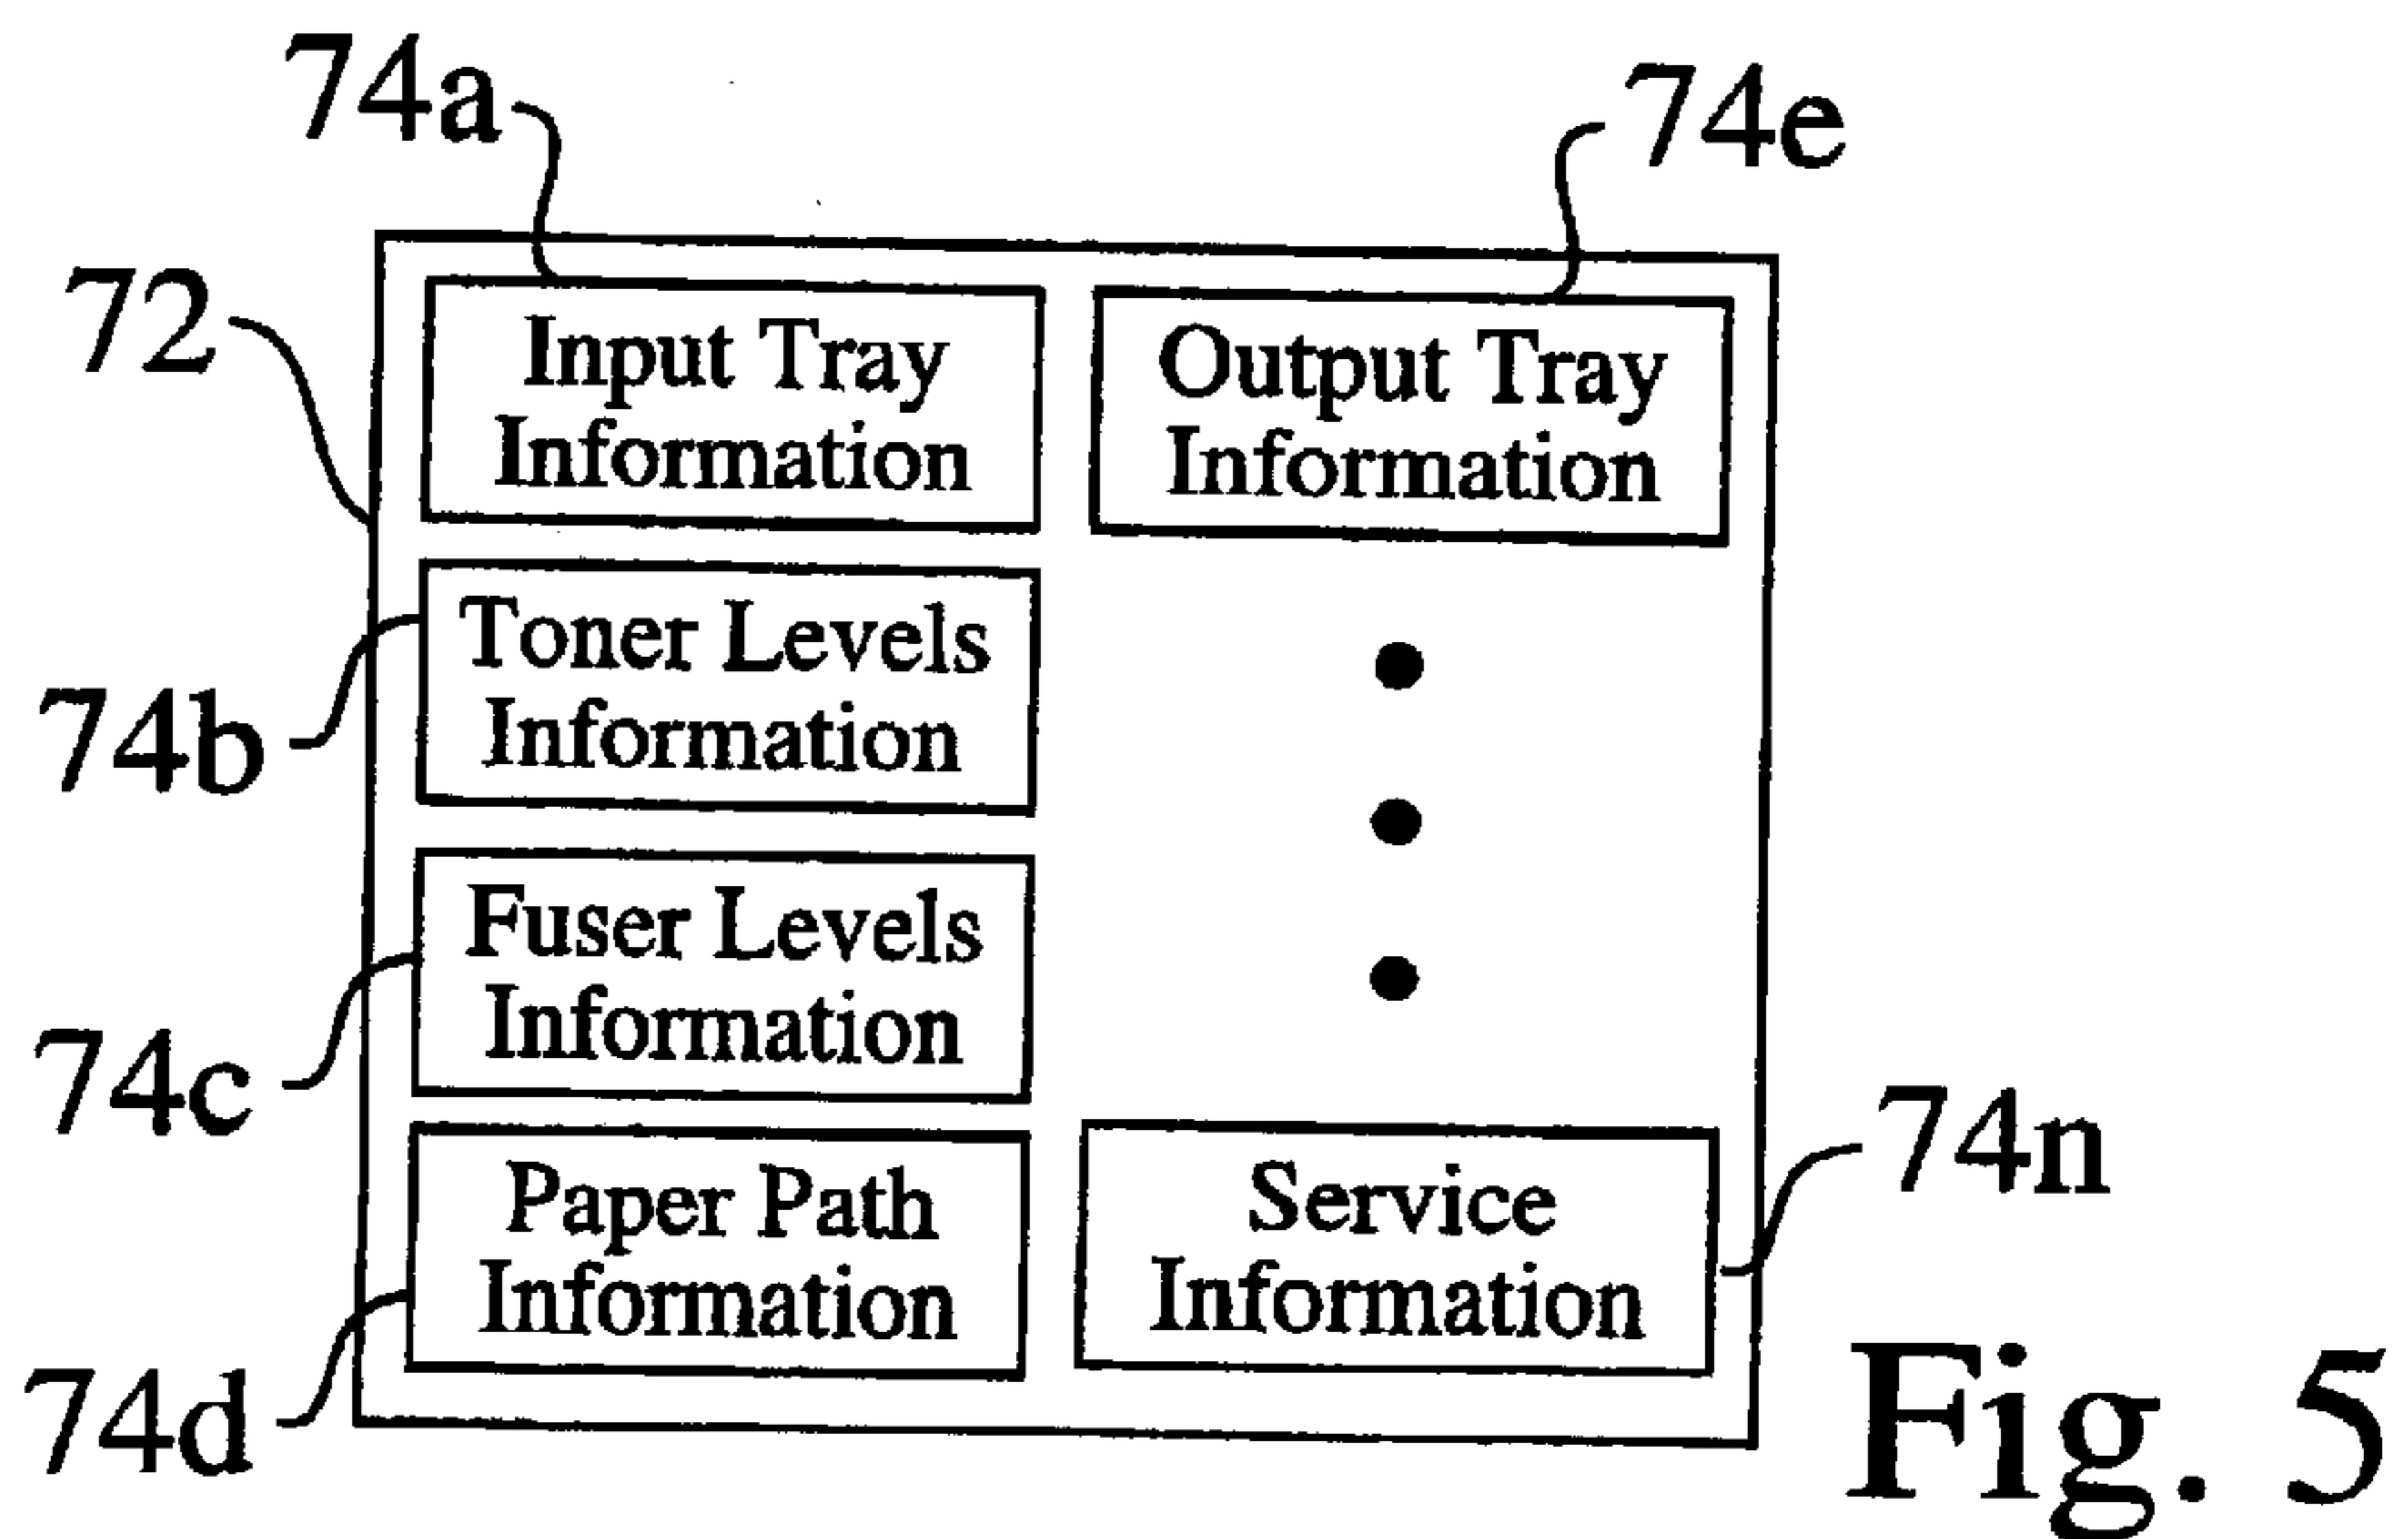 74a
74e
72
Input Tray
Information
Output Tray
Information
74b
Toner Levels
Information
74c
Fuser Levels
Information
74d
Paper Path
Information
Service
Information
74n
Fig. 5